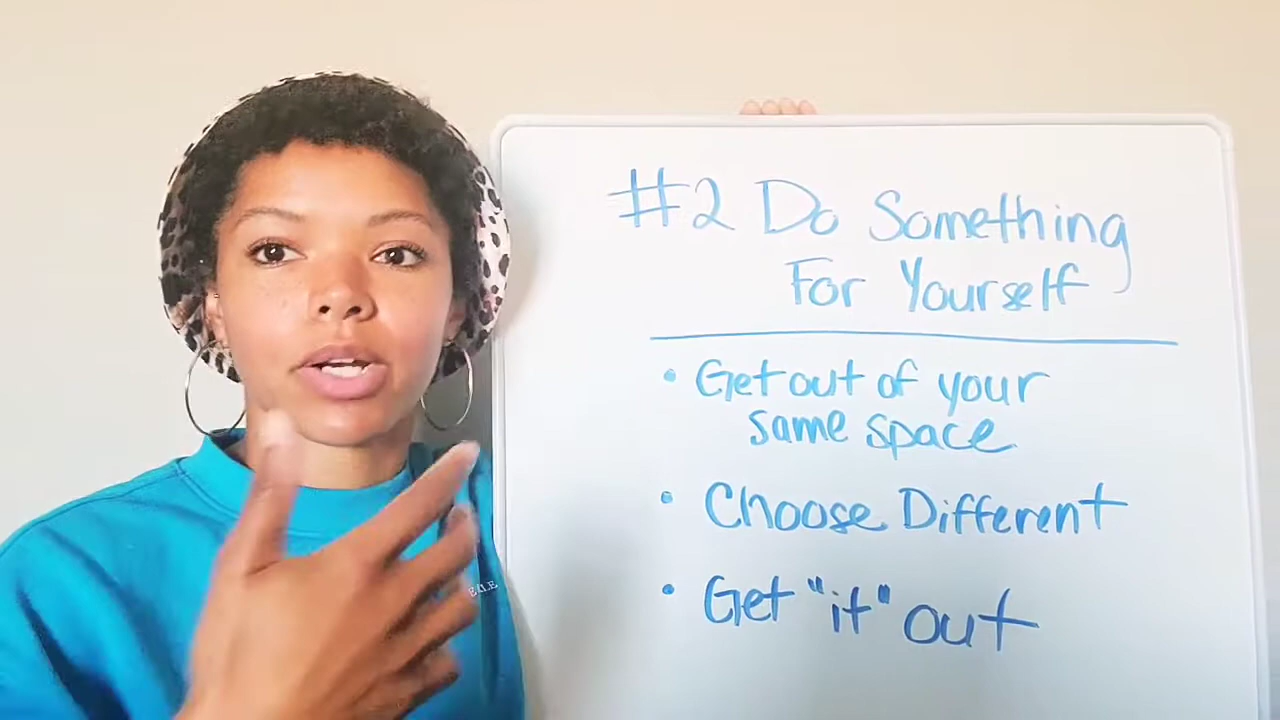 #2 Do Something
For Yourself
• Get out of your
same space
• Choose Different
• Get "it" out